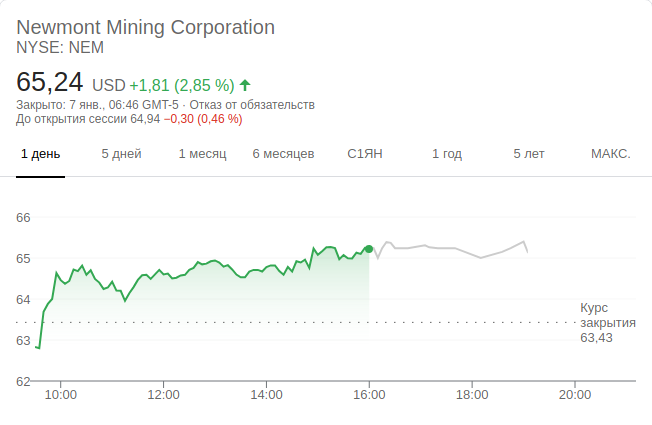 Newmont Mining Corporation
NYSE: NEM
65,24 USD +1,81 (2,85 %)
Закрыто: 7 янв., 06:46 GMT-5 · Отказ от обязательств
До открытия сессии 64,94 −0,30 (0,46 %)
1 день 5 дней 1 месяц 6 месяцев С1ЯН 1 год 5 лет МАКС.
66
65
64
63
62
Курс
закрытия
63,43
10:00 12:00 14:00 16:00 18:00 20:00